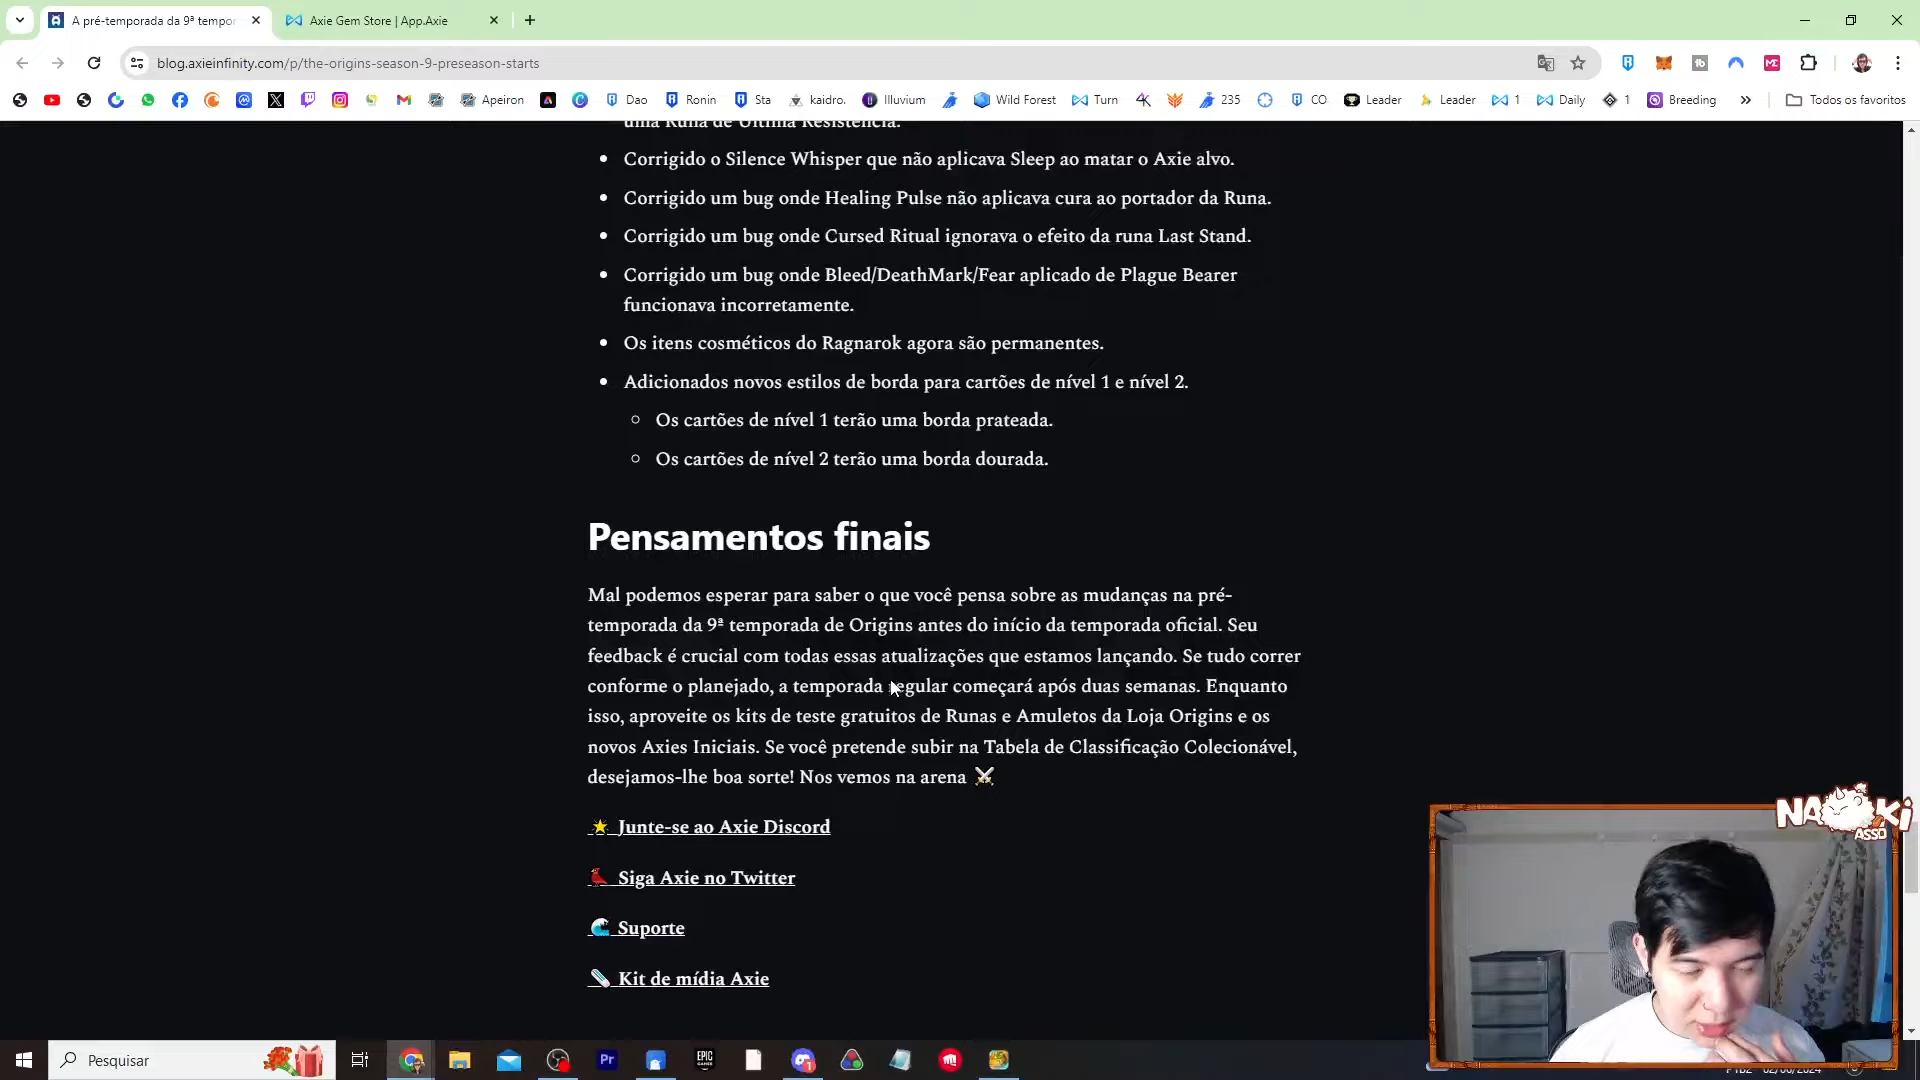 A pré-temporada da 9ª tempor
Axie Gem Store | App.Axie
blog.axieinfinity.com/p/the-origins-season-9-preseason-starts
Apeiron
Dao
Ronin
Sta
kaidro.
Illuvium
Wild Forest
Turn
235
CO
Leader
Leader
1
Daily
1
Breeding
Todos os favoritos
uma Runa de Última Resistência.
Corrigido o Silence Whisper que não aplicava Sleep ao matar o Axie alvo.
Corrigido um bug onde Healing Pulse não aplicava cura ao portador da Runa.
Corrigido um bug onde Cursed Ritual ignorava o efeito da runa Last Stand.
Corrigido um bug onde Bleed/DeathMark/Fear aplicado de Plague Bearer
funcionava incorretamente.
Os itens cosméticos do Ragnarok agora são permanentes.
Adicionados novos estilos de borda para cartões de nível 1 e nível 2.
Os cartões de nível 1 terão uma borda prateada.
Os cartões de nível 2 terão uma borda dourada.
Pensamentos finais
Mal podemos esperar para saber o que você pensa sobre as mudanças na pré-
temporada da 9ª temporada de Origins antes do início da temporada oficial. Seu
feedback é crucial com todas essas atualizações que estamos lançando. Se tudo correr
conforme o planejado, a temporada regular começará após duas semanas. Enquanto
isso, aproveite os kits de teste gratuitos de Runas e Amuletos da Loja Origins e os
novos Axies Iniciais. Se você pretende subir na Tabela de Classificação Colecionável,
desejamos-lhe boa sorte! Nos vemos na arena ⚔
Junte-se ao Axie Discord
Siga Axie no Twitter
Suporte
Kit de mídia Axie
NAOKI
ASSÓ
Pesquisar
Pr
EPIC
GAMES